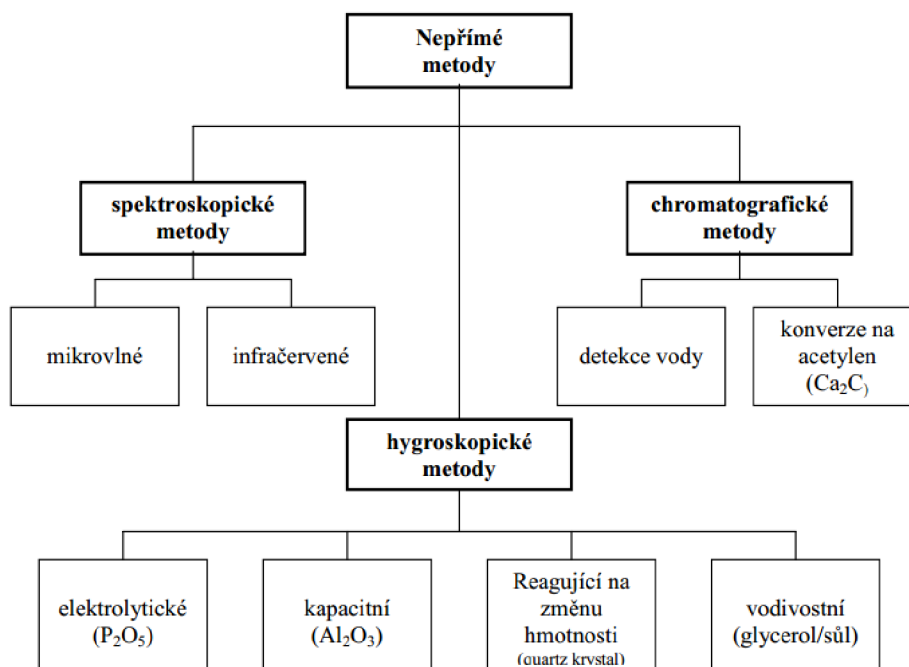 Nepřímé
metody
spektroskopické
metody
chromatografické
metody
mikrovlné
infračervené
detekce vody
konverze na
acetylen
(Ca₂C)
hygroskopické
metody
elektrolytické
(P₂O₅)
kapacitní
(Al₂O₃)
Reagující na
změnu
hmotnosti
(quartz krystal)
vodivostní
(glycerol/sůl)